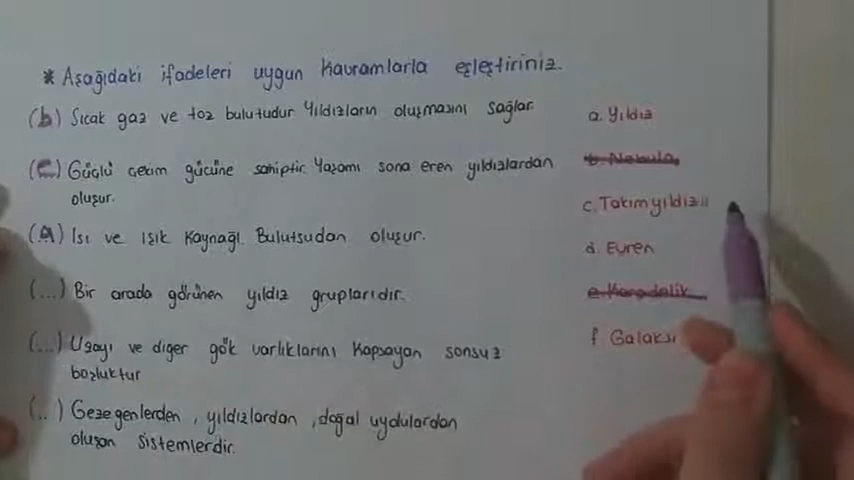 * Aşağıdaki ifadeleri uygun kavramlarla eşleştiriniz.
(b) Sıcak gaz ve toz bulutudur Yıldızların oluşmasını sağlar
a. Yıldız
(e) Güçlü çekim gücüne sahiptir. Yaşamı sona eren yıldızlardan
oluşur.
b. Nebula
c. Takım yıldızı
(A) Isı ve ışık kaynağı. Bulutsudan oluşur.
d. Evren
(...) Bir arada görünen yıldız gruplarıdır.
e. Karadelik
(...) Uzayı ve diğer gök varlıklarını kapsayan sonsuz
boşluktur
f Galaksi
(..) Gezegenlerden, yıldızlardan, doğal uydulardan
oluşan sistemlerdir.